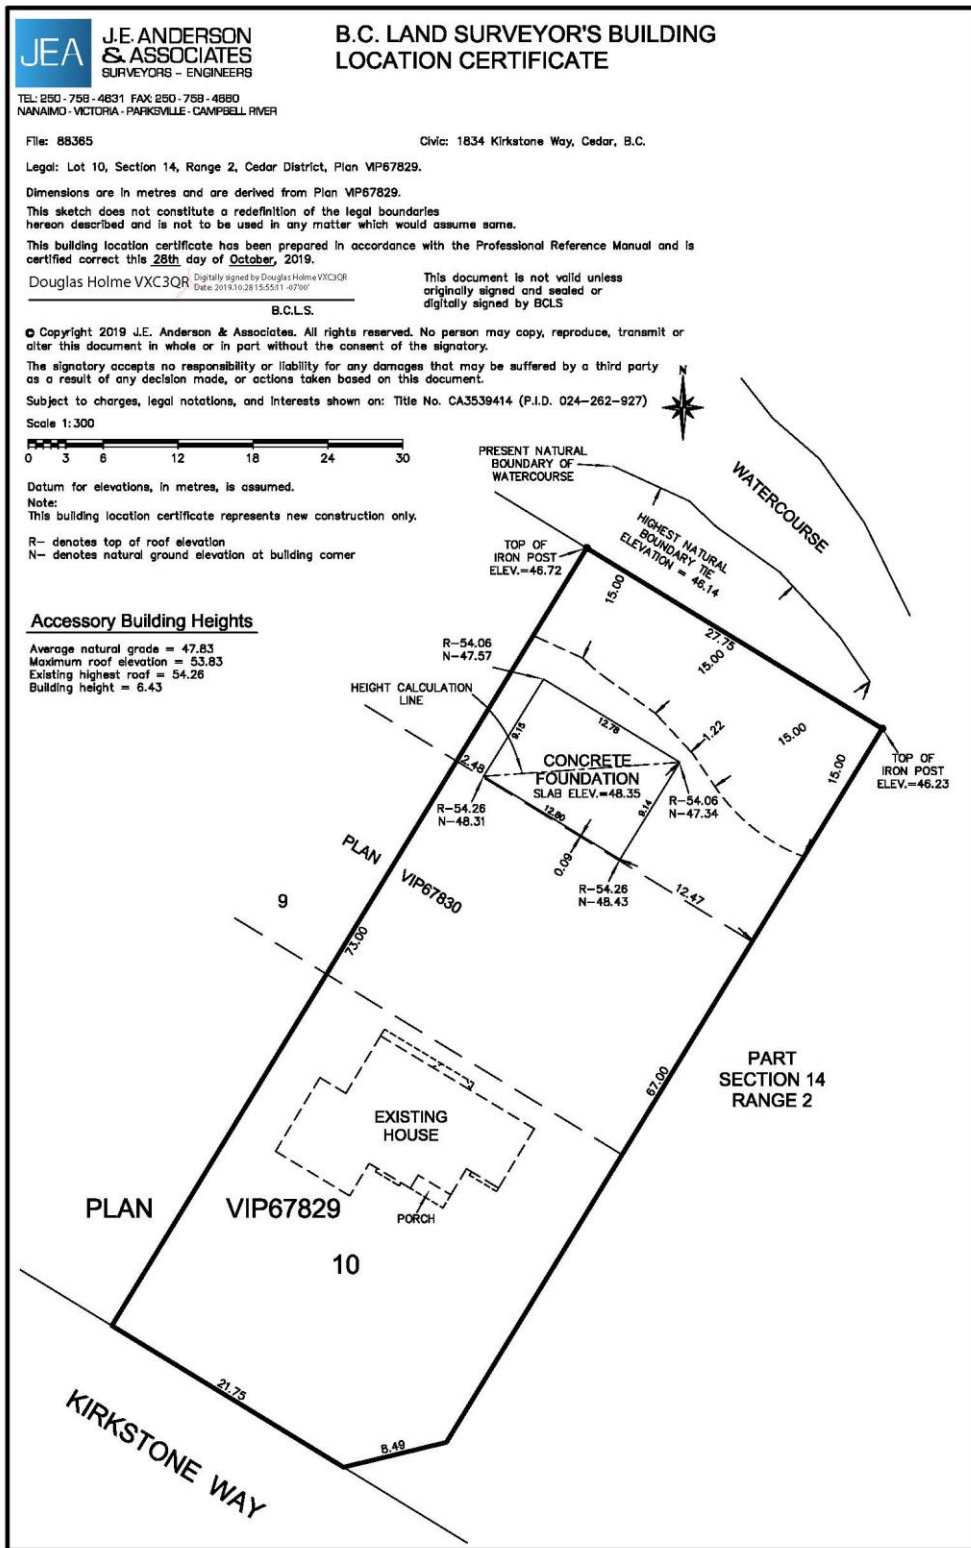 JEA
J.E. ANDERSON
& ASSOCIATES
SURVEYORS - ENGINEERS
TEL: 250 - 758 - 4631 FAX: 250 - 758 - 4660
NANAIMO - VICTORIA - PARKSVILLE - CAMPBELL RIVER
B.C. LAND SURVEYOR'S BUILDING
LOCATION CERTIFICATE
File: 88365
Civic: 1834 Kirkstone Way, Cedar, B.C.
Legal: Lot 10, Section 14, Range 2, Cedar District, Plan VIP67829.
Dimensions are in metres and are derived from Plan VIP67829.
This sketch does not constitute a redefinition of the legal boundaries
hereon described and is not to be used in any matter which would assume same.
This building location certificate has been prepared in accordance with the Professional Reference Manual and is
certified correct this 28th day of October, 2019.
Douglas Holme VXC3QR
Digitally signed by Douglas Holme VXC3QR
Date: 2019.10.28 15:55:11 -07'00'
B.C.L.S.
This document is not valid unless
originally signed and sealed or
digitally signed by BCLS
© Copyright 2019 J.E. Anderson & Associates. All rights reserved. No person may copy, reproduce, transmit or
alter this document in whole or in part without the consent of the signatory.
The signatory accepts no responsibility or liability for any damages that may be suffered by a third party
as a result of any decision made, or actions taken based on this document.
Subject to charges, legal notations, and interests shown on: Title No. CA3539414 (P.I.D. 024-262-927)
N
Scale 1:300
0 3 6 12 18 24 30
Datum for elevations, in metres, is assumed.
Note:
This building location certificate represents new construction only.
R- denotes top of roof elevation
N- denotes natural ground elevation at building corner
Accessory Building Heights
Average natural grade = 47.83
Maximum roof elevation = 53.83
Existing highest roof = 54.26
Building height = 6.43
PRESENT NATURAL
BOUNDARY OF
WATERCOURSE
WATERCOURSE
HIGHEST NATURAL
BOUNDARY TIE
ELEVATION = 46.14
TOP OF
IRON POST
ELEV.=46.72
15.00
27.75
15.00
R-54.06
N-47.57
HEIGHT CALCULATION
LINE
9.15
12.78
1.22
15.00
15.00
TOP OF
IRON POST
ELEV.=46.23
2.48
CONCRETE
FOUNDATION
SLAB ELEV.=48.35
R-54.26
N-48.31
12.80
9.14
R-54.06
N-47.34
0.09
R-54.26
N-48.43
12.47
PLAN
VIP67830
9
73.00
67.00
PART
SECTION 14
RANGE 2
EXISTING
HOUSE
PORCH
PLAN
VIP67829
10
21.75
8.49
KIRKSTONE WAY